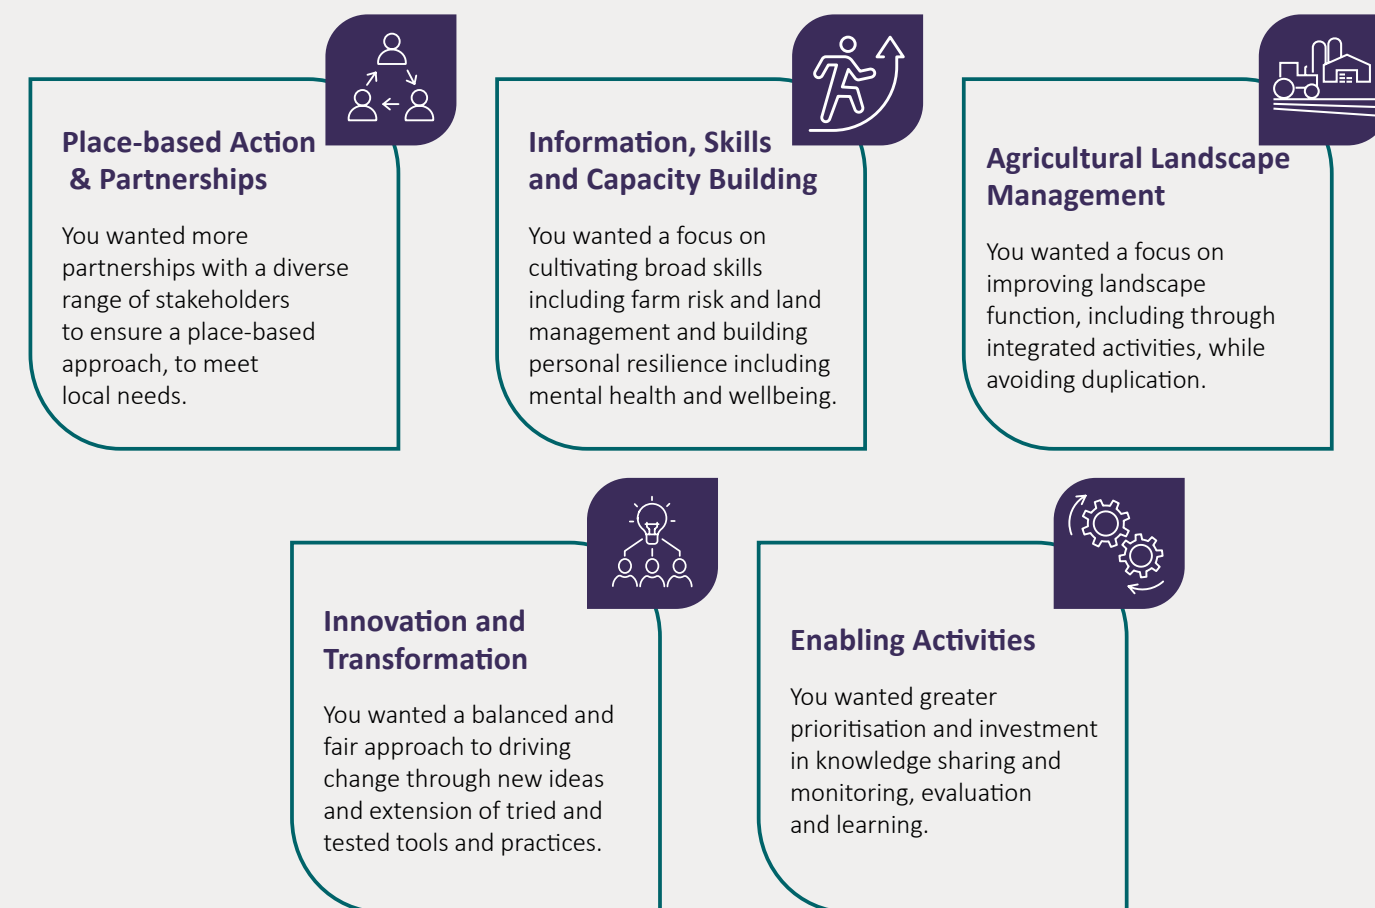 Place-based Action
& Partnerships
You wanted more
partnerships with a diverse
range of stakeholders
to ensure a place-based
approach, to meet
local needs.
Information, Skills
and Capacity Building
You wanted a focus on
cultivating broad skills
including farm risk and land
management and building
personal resilience including
mental health and wellbeing.
Agricultural Landscape
Management
You wanted a focus on
improving landscape
function, including through
integrated activities, while
avoiding duplication.
Innovation and
Transformation
You wanted a balanced and
fair approach to driving
change through new ideas
and extension of tried and
tested tools and practices.
Enabling Activities
You wanted greater
prioritisation and investment
in knowledge sharing and
monitoring, evaluation
and learning.